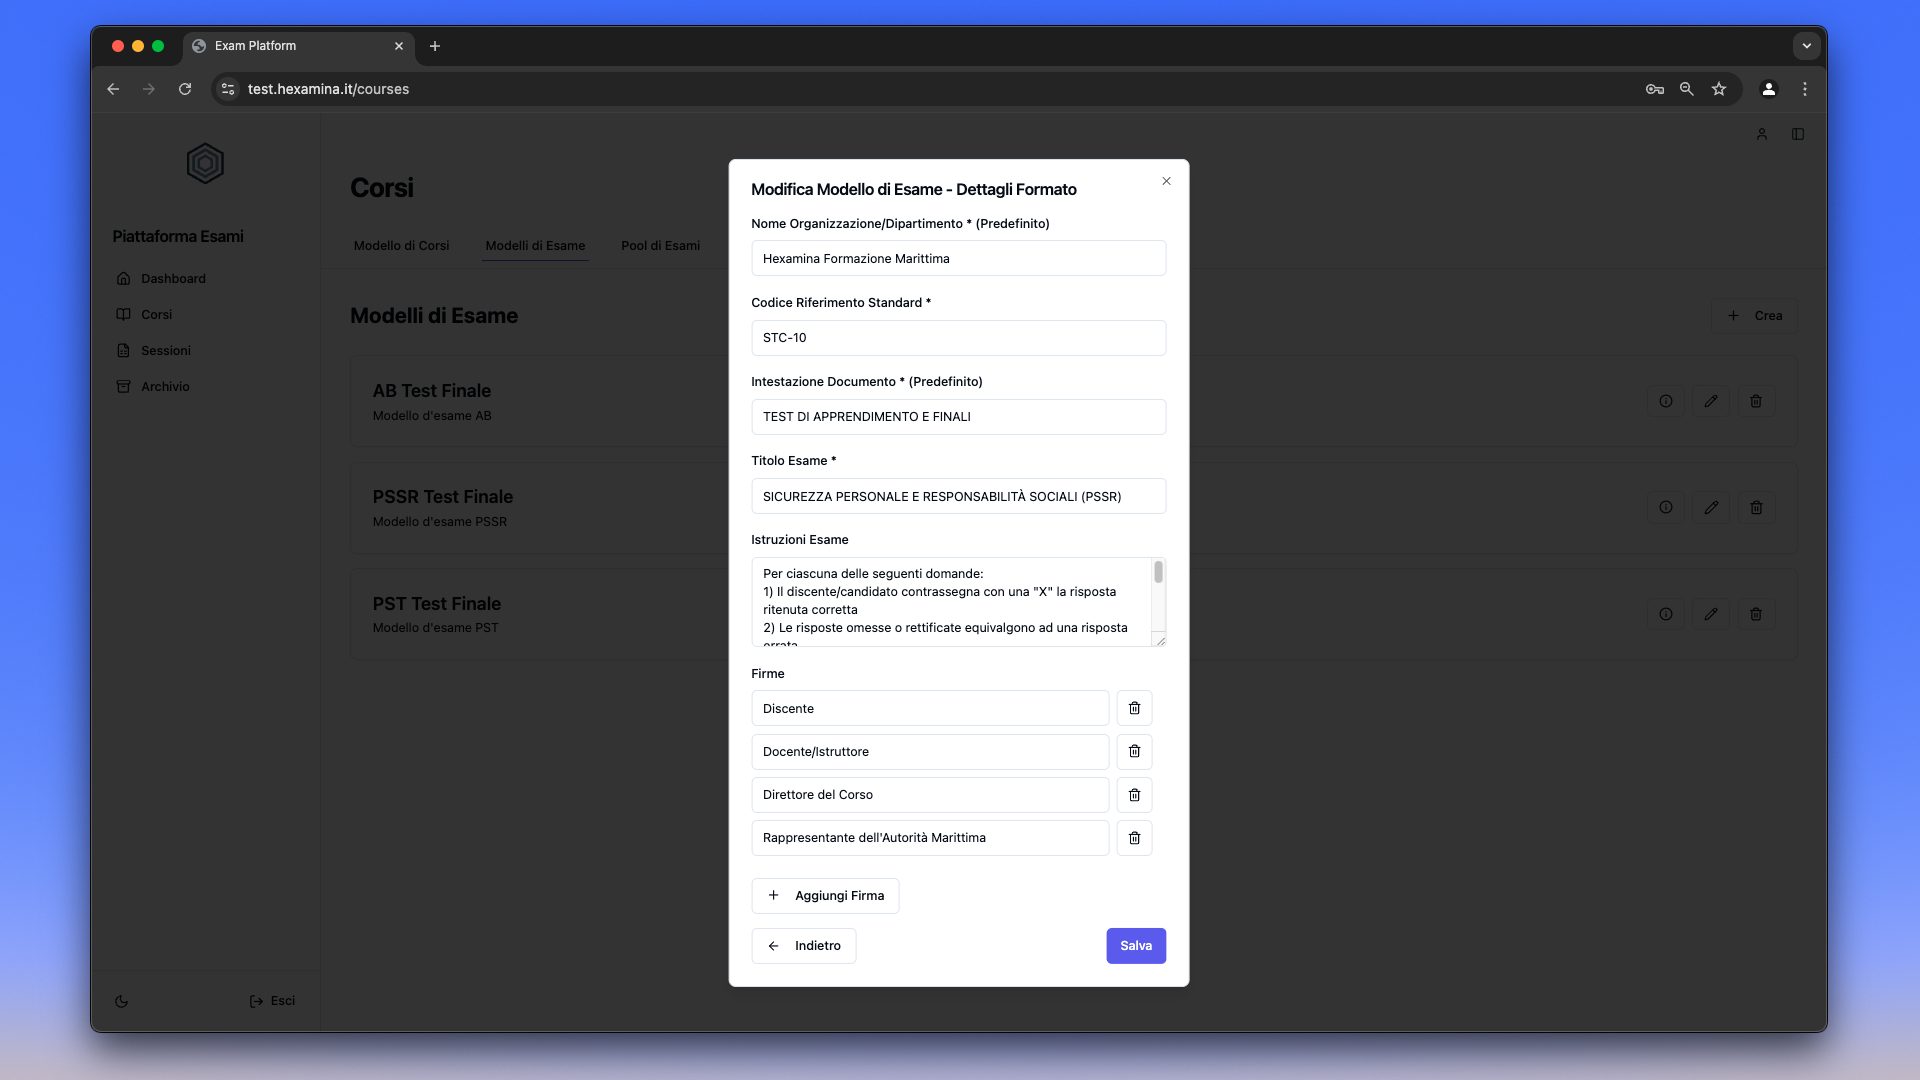 Exam Platform
test.hexamina.it/courses
Piattaforma Esami
Dashboard
Corsi
Sessioni
Archivio
Esci
Corsi
Modello di Corsi
Modelli di Esame
Pool di Esami
Modelli di Esame
Crea
AB Test Finale
Modello d'esame AB
PSSR Test Finale
Modello d'esame PSSR
PST Test Finale
Modello d'esame PST
Modifica Modello di Esame - Dettagli Formato
Nome Organizzazione/Dipartimento * (Predefinito)
Hexamina Formazione Marittima
Codice Riferimento Standard *
STC-10
Intestazione Documento * (Predefinito)
TEST DI APPRENDIMENTO E FINALI
Titolo Esame *
SICUREZZA PERSONALE E RESPONSABILITÀ SOCIALI (PSSR)
Istruzioni Esame
Per ciascuna delle seguenti domande:
1) Il discente/candidato contrassegna con una "X" la risposta
ritenuta corretta
2) Le risposte omesse o rettificate equivalgono ad una risposta
errata
Firme
Discente
Docente/Istruttore
Direttore del Corso
Rappresentante dell'Autorità Marittima
Aggiungi Firma
Indietro
Salva